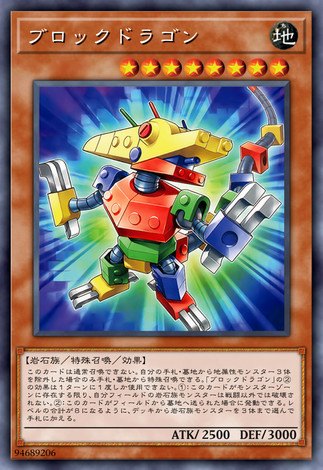 ブロックドラゴン
地
【岩石族／特殊召喚／効果】
このカードは通常召喚できない。自分の手札・墓地から地属性モンスター３体
を除外した場合のみ手札・墓地から特殊召喚できる。「ブロックドラゴン」の②
の効果は１ターンに１度しか使用できない。①：このカードがモンスターゾー
ンに存在する限り、自分フィールドの岩石族モンスターは戦闘以外では破壊さ
れない。②：このカードがフィールドから墓地へ送られた場合に発動できる。レ
ベルの合計が８になるように、デッキから岩石族モンスターを３体まで選んで
手札に加える。
ATK/ 2500 DEF/3000
94689206